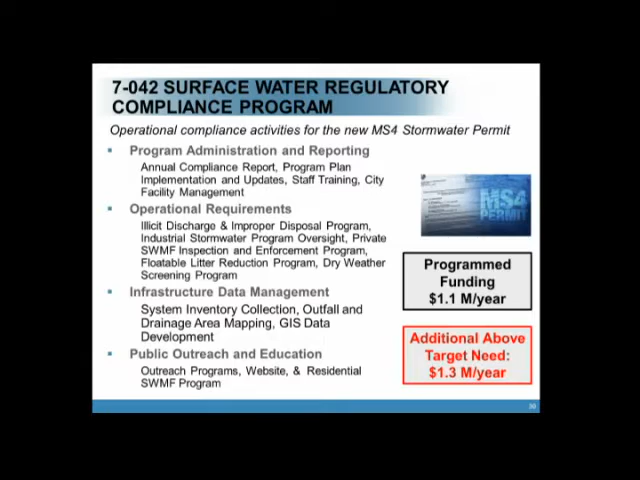 7-042 SURFACE WATER REGULATORY
COMPLIANCE PROGRAM
Operational compliance activities for the new MS4 Stormwater Permit
Program Administration and Reporting
Annual Compliance Report, Program Plan
Implementation and Updates, Staff Training, City
Facility Management
Operational Requirements
Illicit Discharge & Improper Disposal Program,
Industrial Stormwater Program Oversight, Private
SWMF Inspection and Enforcement Program,
Floatable Litter Reduction Program, Dry Weather
Screening Program
Infrastructure Data Management
System Inventory Collection, Outfall and
Drainage Area Mapping, GIS Data
Development
Public Outreach and Education
Outreach Programs, Website, & Residential
SWMF Program
MS4
PERMIT
Programmed
Funding
$1.1 M/year
Additional Above
Target Need:
$1.3 M/year